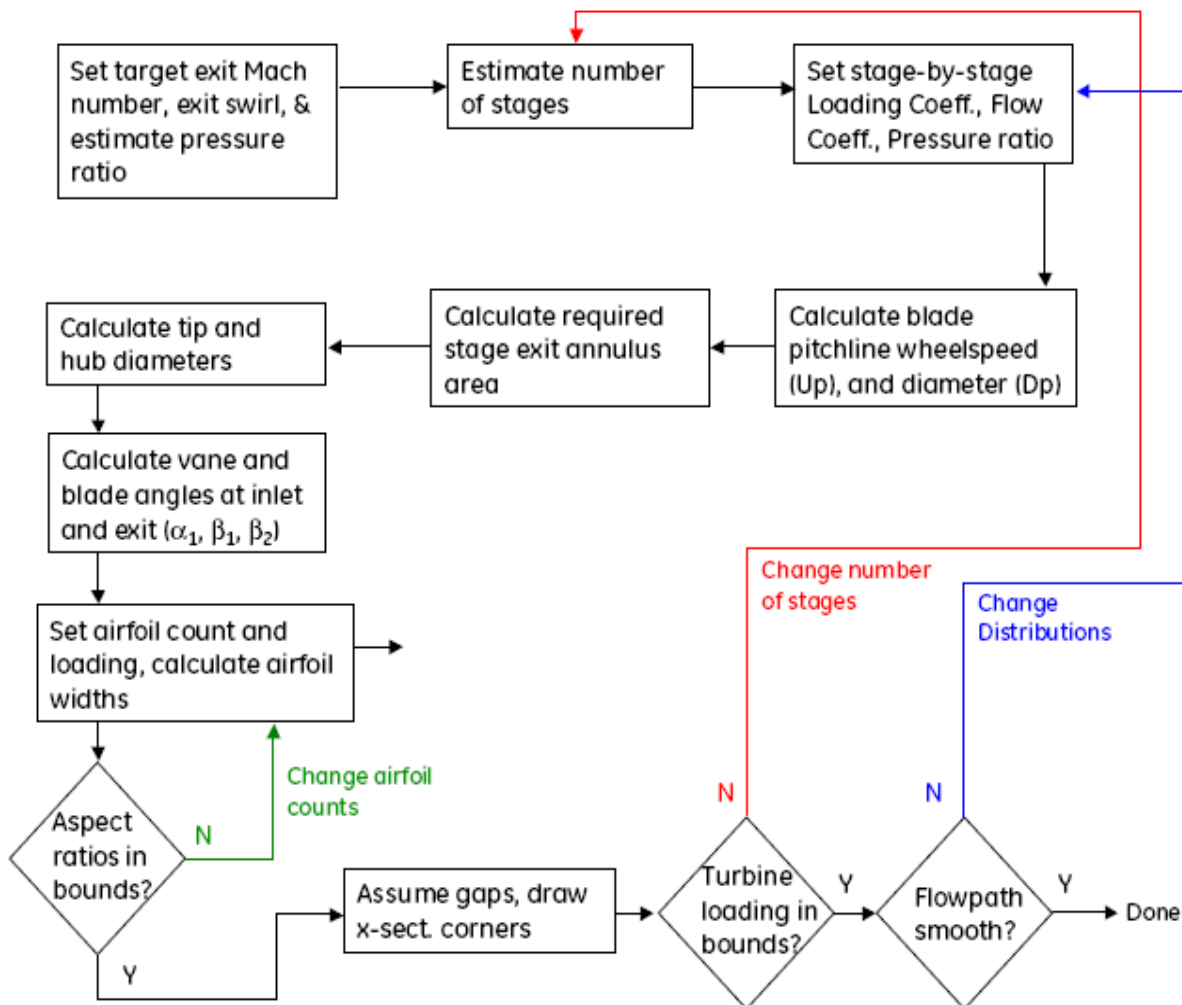 Set target exit Mach
number, exit swirl, &
estimate pressure
ratio
Estimate number
of stages
Set stage-by-stage
Loading Coeff., Flow
Coeff., Pressure ratio
Calculate tip and
hub diameters
Calculate required
stage exit annulus
area
Calculate blade
pitchline wheelspeed
(Up), and diameter (Dp)
Calculate vane and
blade angles at inlet
and exit (α₁, β₁, β₂)
Set airfoil count and
loading, calculate airfoil
widths
Change number
of stages
Change
Distributions
Change airfoil
counts
Aspect
ratios in
bounds?
N
Y
Assume gaps, draw
x-sect. corners
N
Turbine
loading in
bounds?
Y
N
Flowpath
smooth?
Y
Done